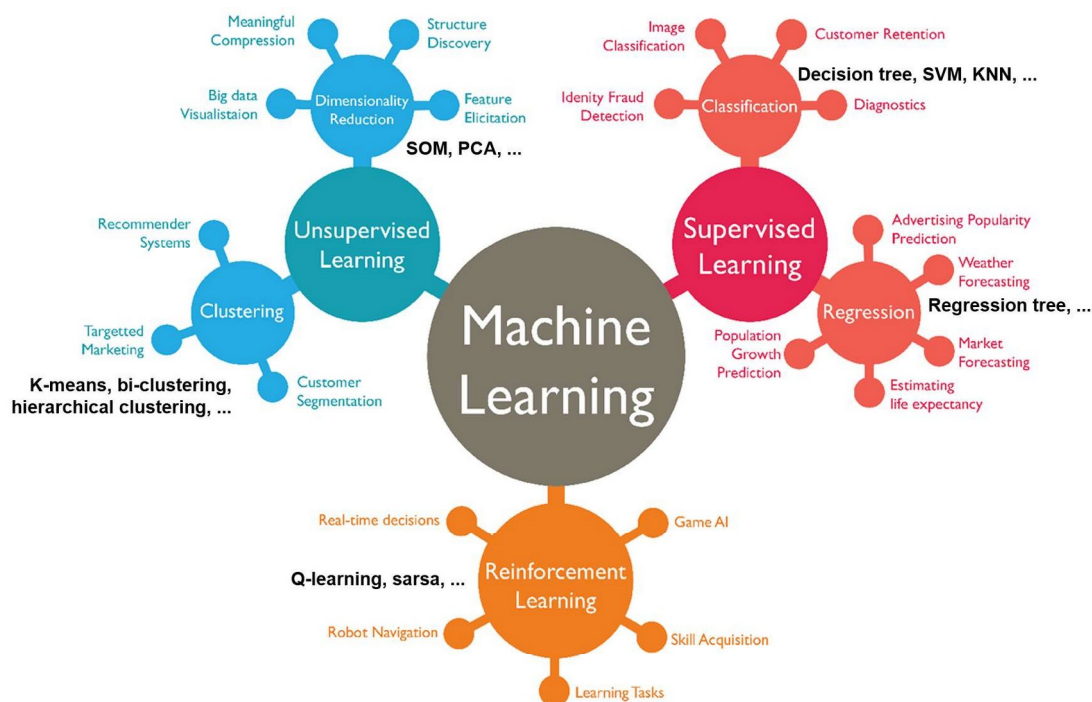 Meaningful
Compression
Structure
Discovery
Big data
Visualistaion
Dimensionality
Reduction
Feature
Elicitation
SOM, PCA, ...
Image
Classification
Customer Retention
Decision tree, SVM, KNN, ...
Idenity Fraud
Detection
Classification
Diagnostics
Unsupervised
Learning
Supervised
Learning
Recommender
Systems
Clustering
Targetted
Marketing
K-means, bi-clustering,
hierarchical clustering, ...
Customer
Segmentation
Machine
Learning
Advertising Popularity
Prediction
Weather
Forecasting
Regression
Regression tree, ...
Population
Growth
Prediction
Market
Forecasting
Estimating
life expectancy
Real-time decisions
Game AI
Q-learning, sarsa, ...
Reinforcement
Learning
Robot Navigation
Skill Acquisition
Learning Tasks